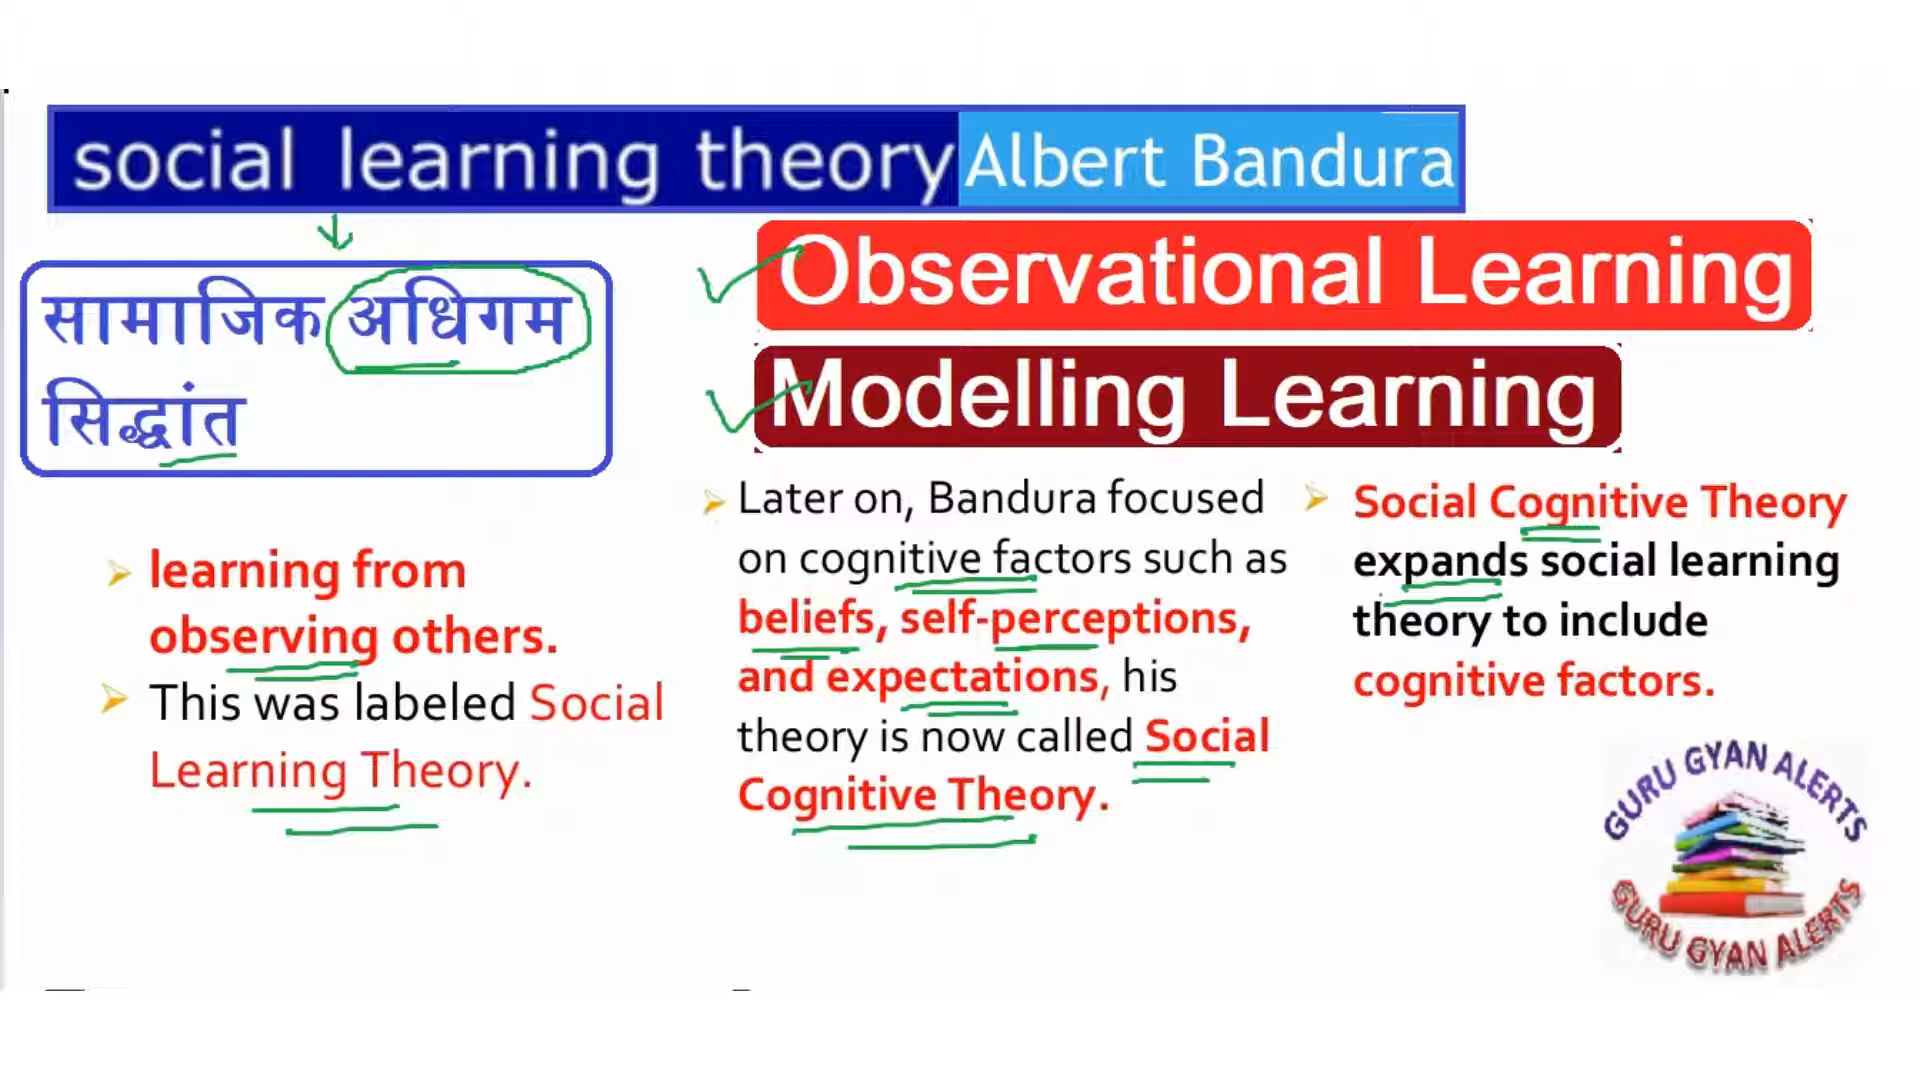 social learning theory Albert Bandura
सामाजिक अधिगम
सिद्धांत
Observational Learning
Modelling Learning
learning from
observing others.
This was labeled Social
Learning Theory.
Later on, Bandura focused
on cognitive factors such as
beliefs, self-perceptions,
and expectations, his
theory is now called Social
Cognitive Theory.
Social Cognitive Theory
expands social learning
theory to include
cognitive factors.
GURU GYAN ALERTS
GURU GYAN ALERTS